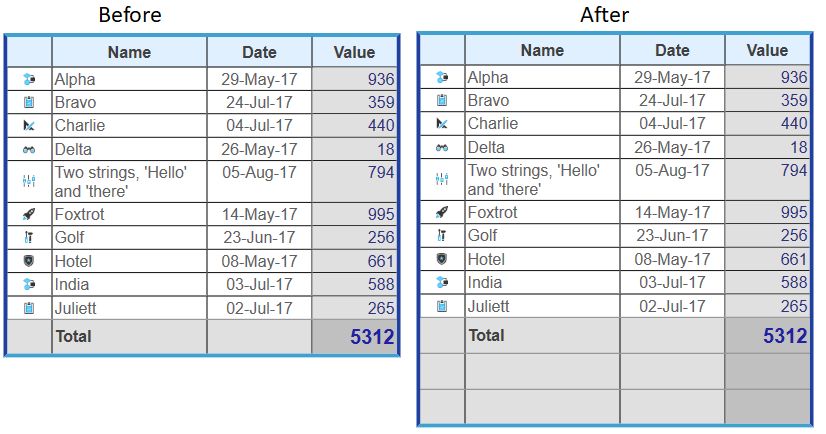 Before
Name Date Value
Alpha 29-May-17 936
Bravo 24-Jul-17 359
Charlie 04-Jul-17 440
Delta 26-May-17 18
Two strings, 'Hello' 05-Aug-17 794
and 'there'
Foxtrot 14-May-17 995
Golf 23-Jun-17 256
Hotel 08-May-17 661
India 03-Jul-17 588
Juliett 02-Jul-17 265
Total 5312
After
Name Date Value
Alpha 29-May-17 936
Bravo 24-Jul-17 359
Charlie 04-Jul-17 440
Delta 26-May-17 18
Two strings, 'Hello' 05-Aug-17 794
and 'there'
Foxtrot 14-May-17 995
Golf 23-Jun-17 256
Hotel 08-May-17 661
India 03-Jul-17 588
Juliett 02-Jul-17 265
Total 5312